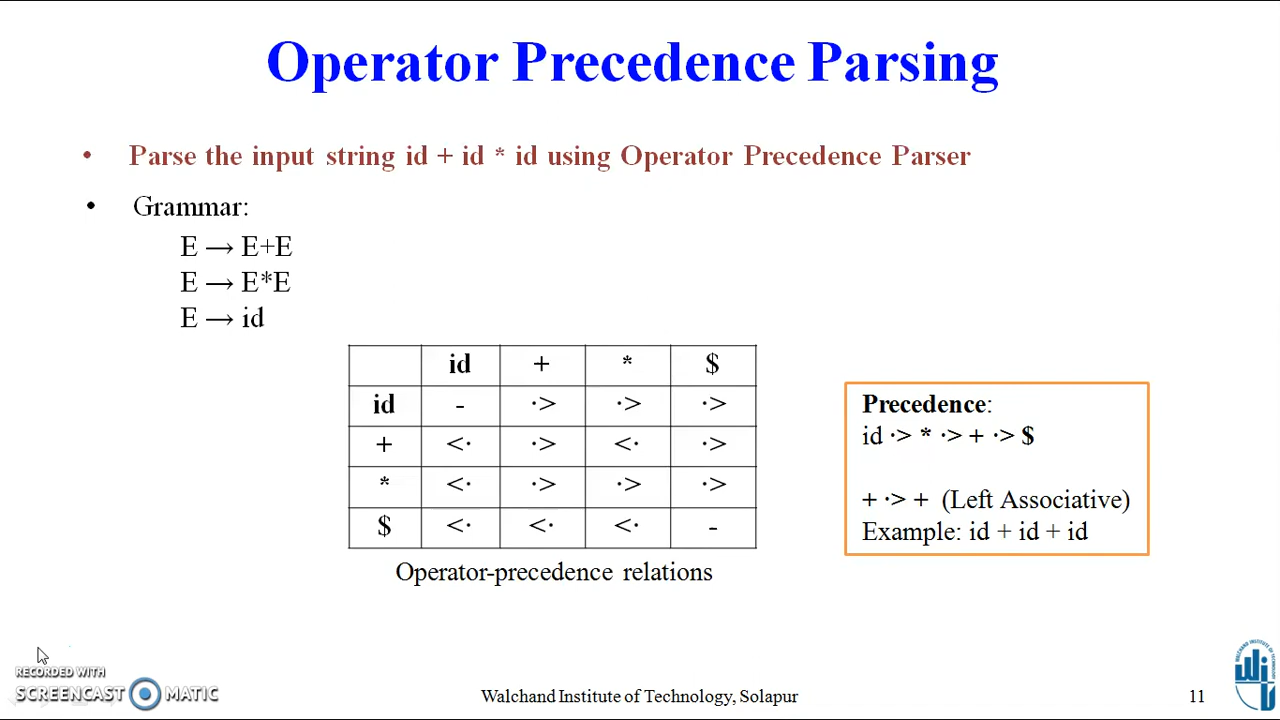 Operator Precedence Parsing
• Parse the input string id + id * id using Operator Precedence Parser
• Grammar:
E → E+E
E → E*E
E → id
id + * $
id - ·> ·> ·>
+ <· ·> <· ·>
* <· ·> ·> ·>
$ <· <· <· -
Operator-precedence relations
Precedence:
id ·> * ·> + ·> $
+ ·> + (Left Associative)
Example: id + id + id
RECORDED WITH
SCREENCAST MATIC
Walchand Institute of Technology, Solapur
11